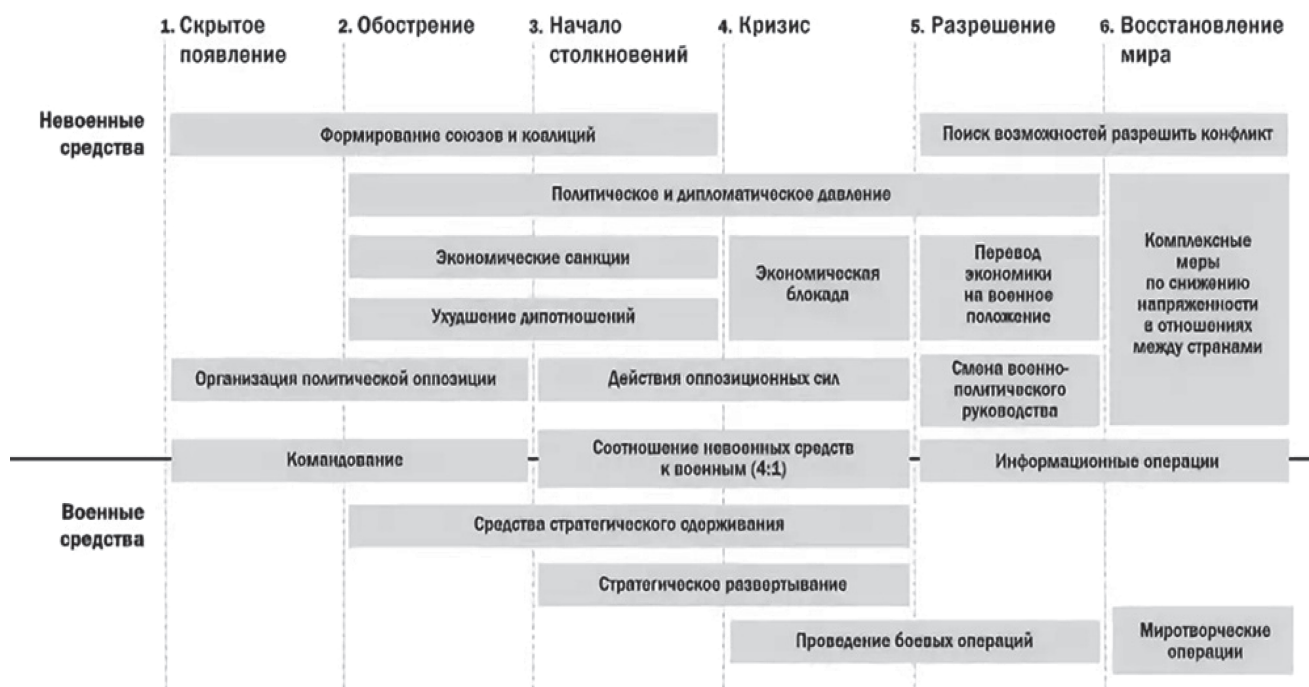 1. Скрытое
появление
2. Обострение
3. Начало
столкновений
4. Кризис
5. Разрешение
6. Восстановление
мира
Невоенные
средства
Формирование союзов и коалиций
Поиск возможностей разрешить конфликт
Политическое и дипломатическое давление
Комплексные
меры
по снижению
напряженности
в отношениях
между странами
Экономические санкции
Экономическая
блокада
Перевод
экономики
на военное
положение
Ухудшение дипотношений
Организация политической оппозиции
Действия оппозиционных сил
Смена военно-
политического
руководства
Командование
Соотношение невоенных средств
к военным (4:1)
Информационные операции
Военные
средства
Средства стратегического сдерживания
Стратегическое развертывание
Проведение боевых операций
Миротворческие
операции